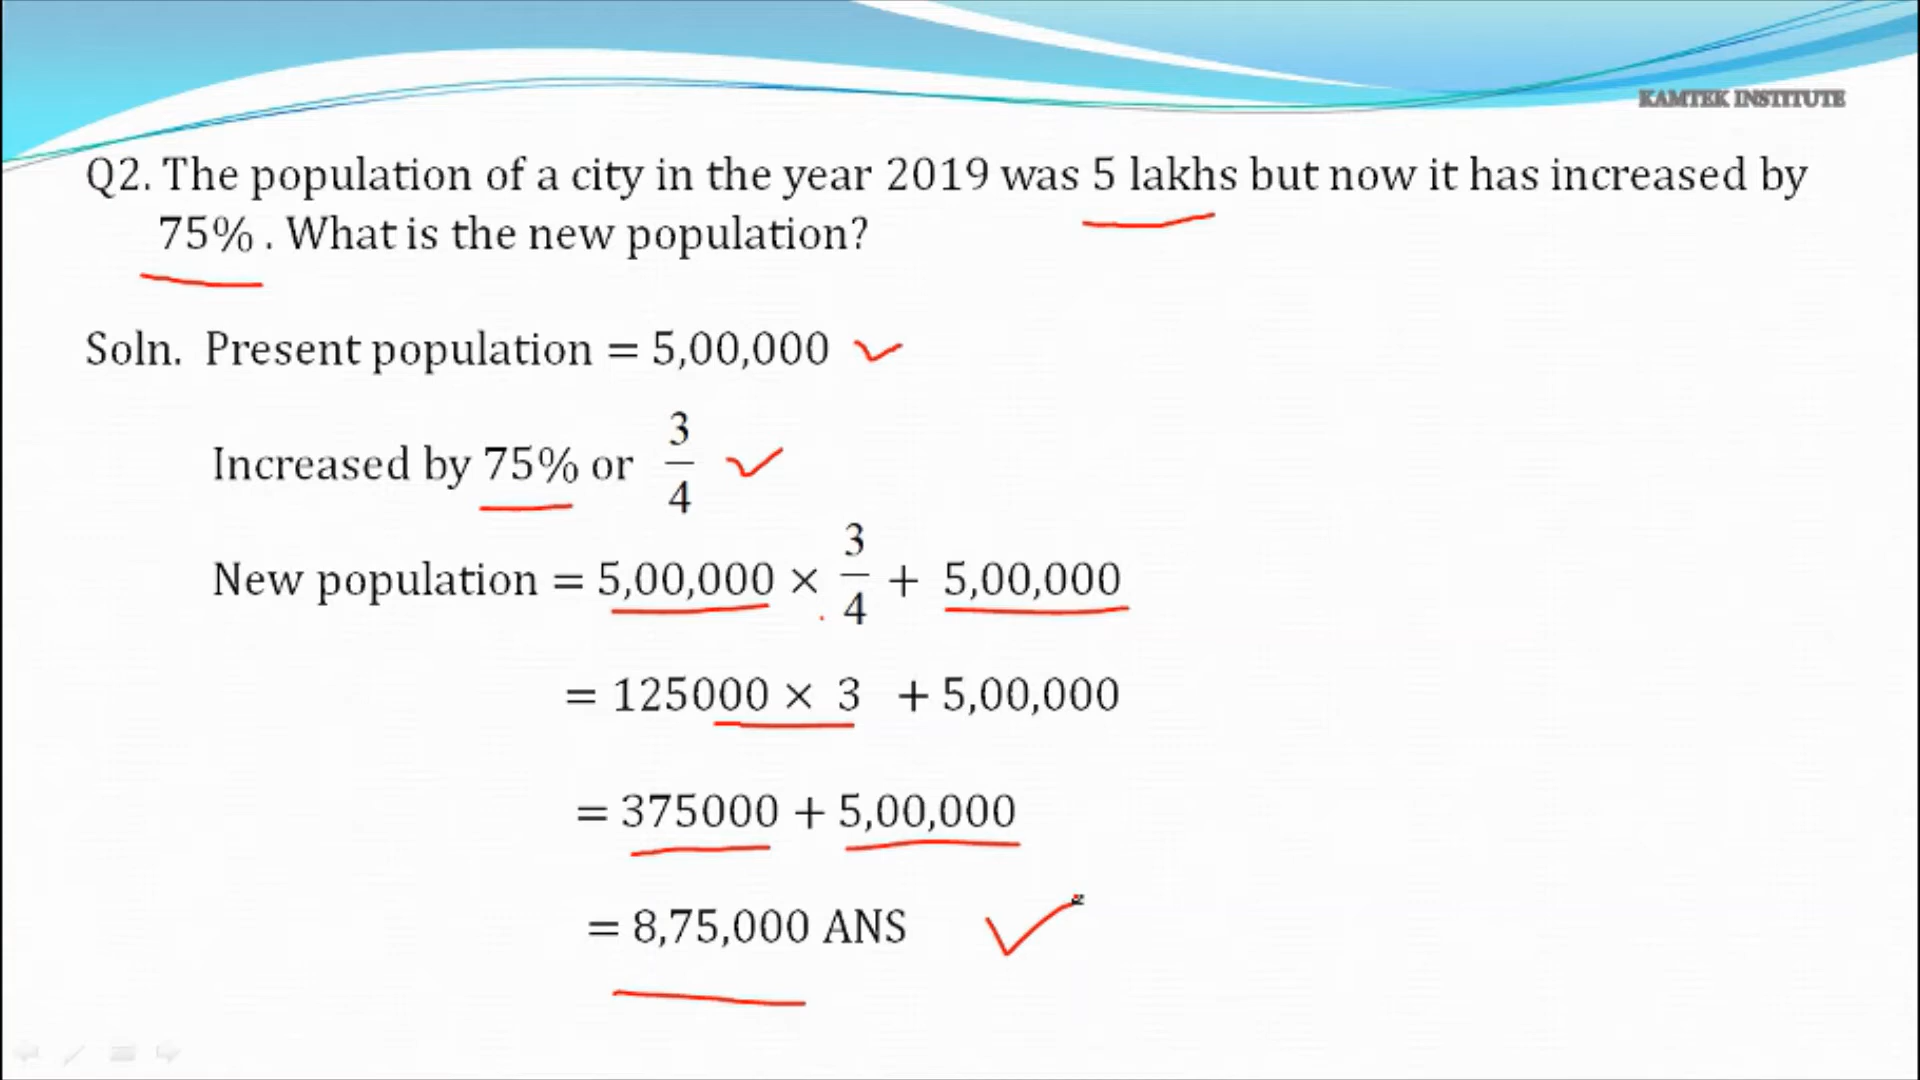 KAMTEK INSTITUTE
Q2. The population of a city in the year 2019 was 5 lakhs but now it has increased by
75% . What is the new population?
Soln. Present population = 5,00,000
Increased by 75% or 3/4
New population = 5,00,000 × 3/4 + 5,00,000
= 125000 × 3 + 5,00,000
= 375000 + 5,00,000
= 8,75,000 ANS